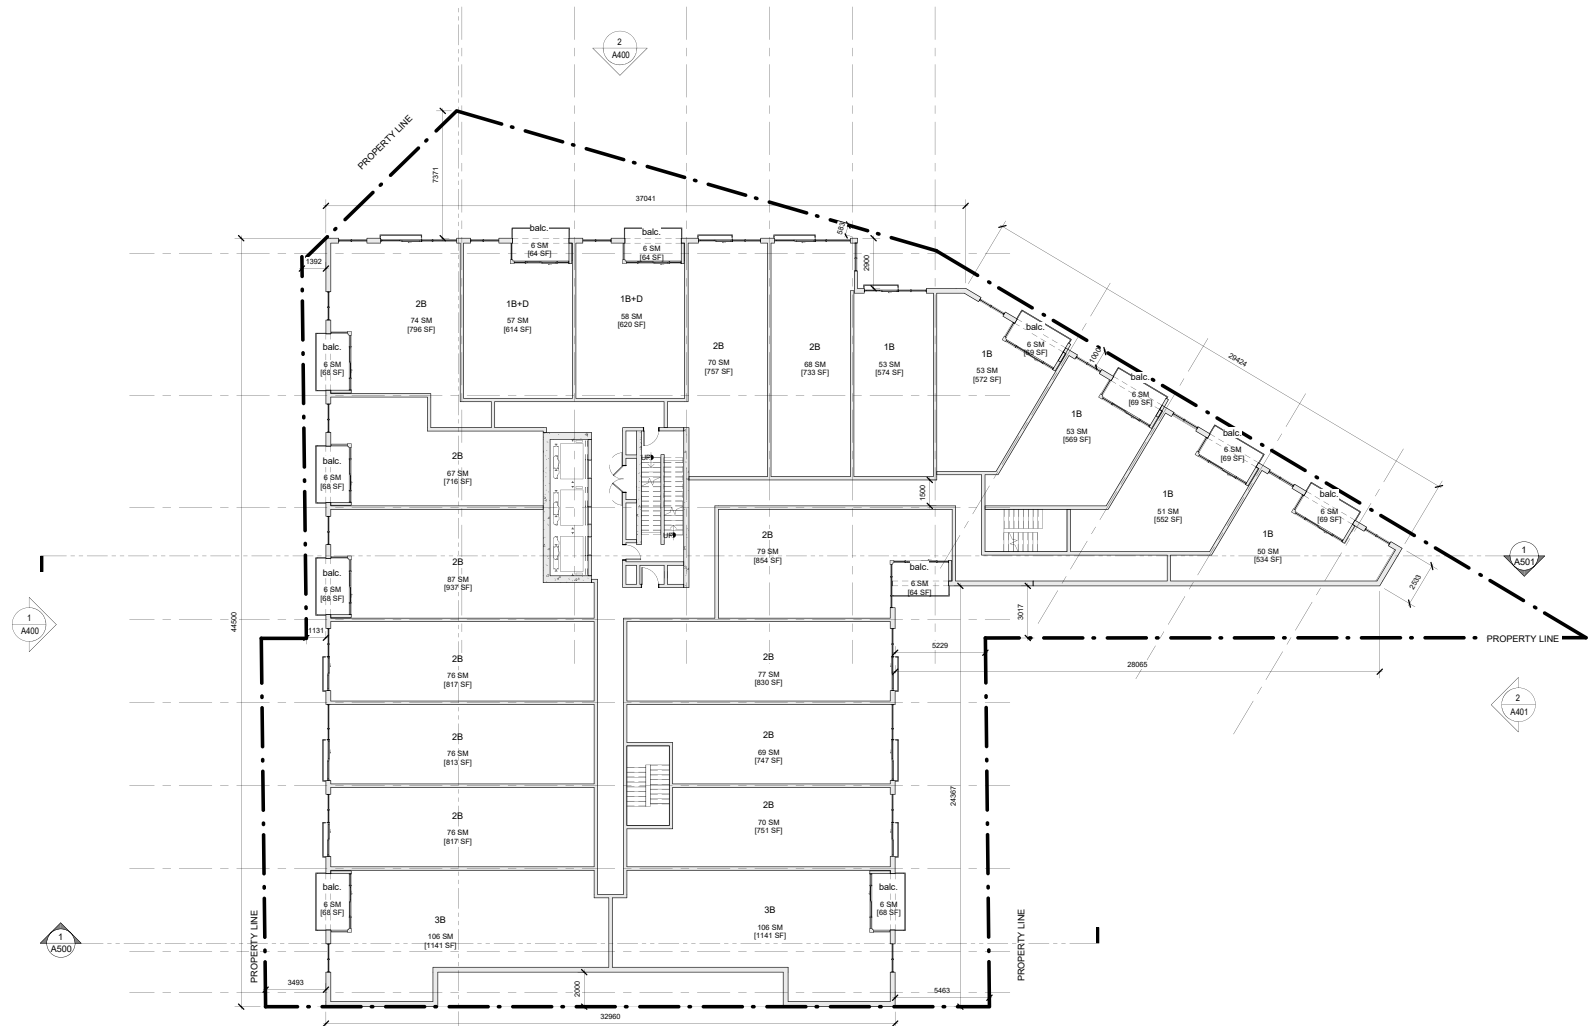 2
A400
PROPERTY LINE
7371
37041
583
2900
1392
balc.
6 SM
[64 SF]
balc.
6 SM
[64 SF]
2B
74 SM
[796 SF]
1B+D
57 SM
[614 SF]
1B+D
58 SM
[620 SF]
2B
70 SM
[757 SF]
2B
68 SM
[733 SF]
1B
53 SM
[574 SF]
1B
53 SM
[572 SF]
balc.
6 SM
[69 SF]
1000
29424
balc.
6 SM
[68 SF]
balc.
6 SM
[69 SF]
1B
53 SM
[569 SF]
balc.
6 SM
[69 SF]
1B
51 SM
[552 SF]
balc.
6 SM
[69 SF]
1B
50 SM
[534 SF]
balc.
6 SM
[68 SF]
2B
67 SM
[716 SF]
UP
UP
1500
2B
79 SM
[854 SF]
balc.
6 SM
[64 SF]
balc.
6 SM
[68 SF]
2B
87 SM
[937 SF]
1
A501
2533
3017
1
A400
44500
1131
PROPERTY LINE
5229
28065
2B
76 SM
[817 SF]
2B
77 SM
[830 SF]
2
A401
2B
76 SM
[813 SF]
2B
69 SM
[747 SF]
2B
76 SM
[817 SF]
2B
70 SM
[751 SF]
24367
balc.
6 SM
[68 SF]
3B
106 SM
[1141 SF]
3B
106 SM
[1141 SF]
balc.
6 SM
[68 SF]
1
A500
PROPERTY LINE
PROPERTY LINE
3493
2000
5463
32960